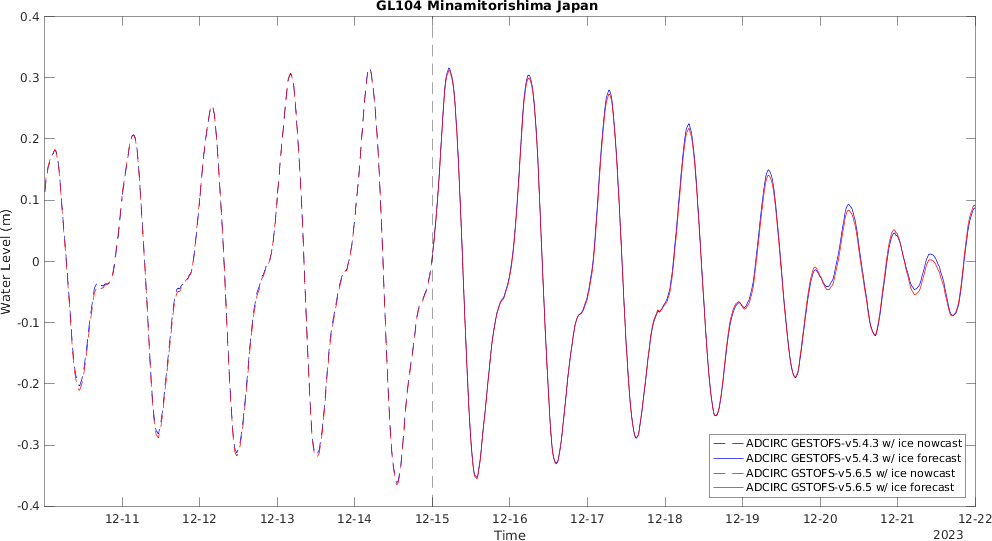 GL104 Minamitorishima Japan
0.4
0.3
0.2
0.1
0
-0.1
-0.2
-0.3
-0.4
Water Level (m)
ADCIRC GESTOFS-v5.4.3 w/ ice nowcast
ADCIRC GESTOFS-v5.4.3 w/ ice forecast
ADCIRC GSTOFS-v5.6.5 w/ ice nowcast
ADCIRC GSTOFS-v5.6.5 w/ ice forecast
12-11 12-12 12-13 12-14 12-15 12-16 12-17 12-18 12-19 12-20 12-21 12-22
Time
2023